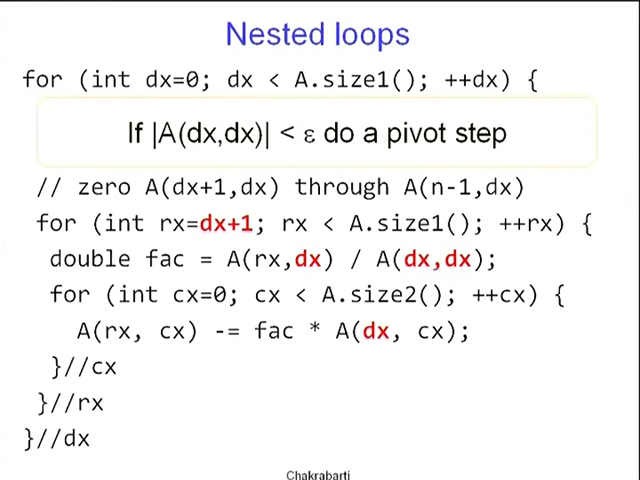 Nested loops
for (int dx=0; dx < A.size1(); ++dx) {
If |A(dx,dx)| < ε do a pivot step
// zero A(dx+1,dx) through A(n-1,dx)
for (int rx=dx+1; rx < A.size1(); ++rx) {
double fac = A(rx,dx) / A(dx,dx);
for (int cx=0; cx < A.size2(); ++cx) {
A(rx, cx) -= fac * A(dx, cx);
}//cx
}//rx
}//dx
Chakrabarti